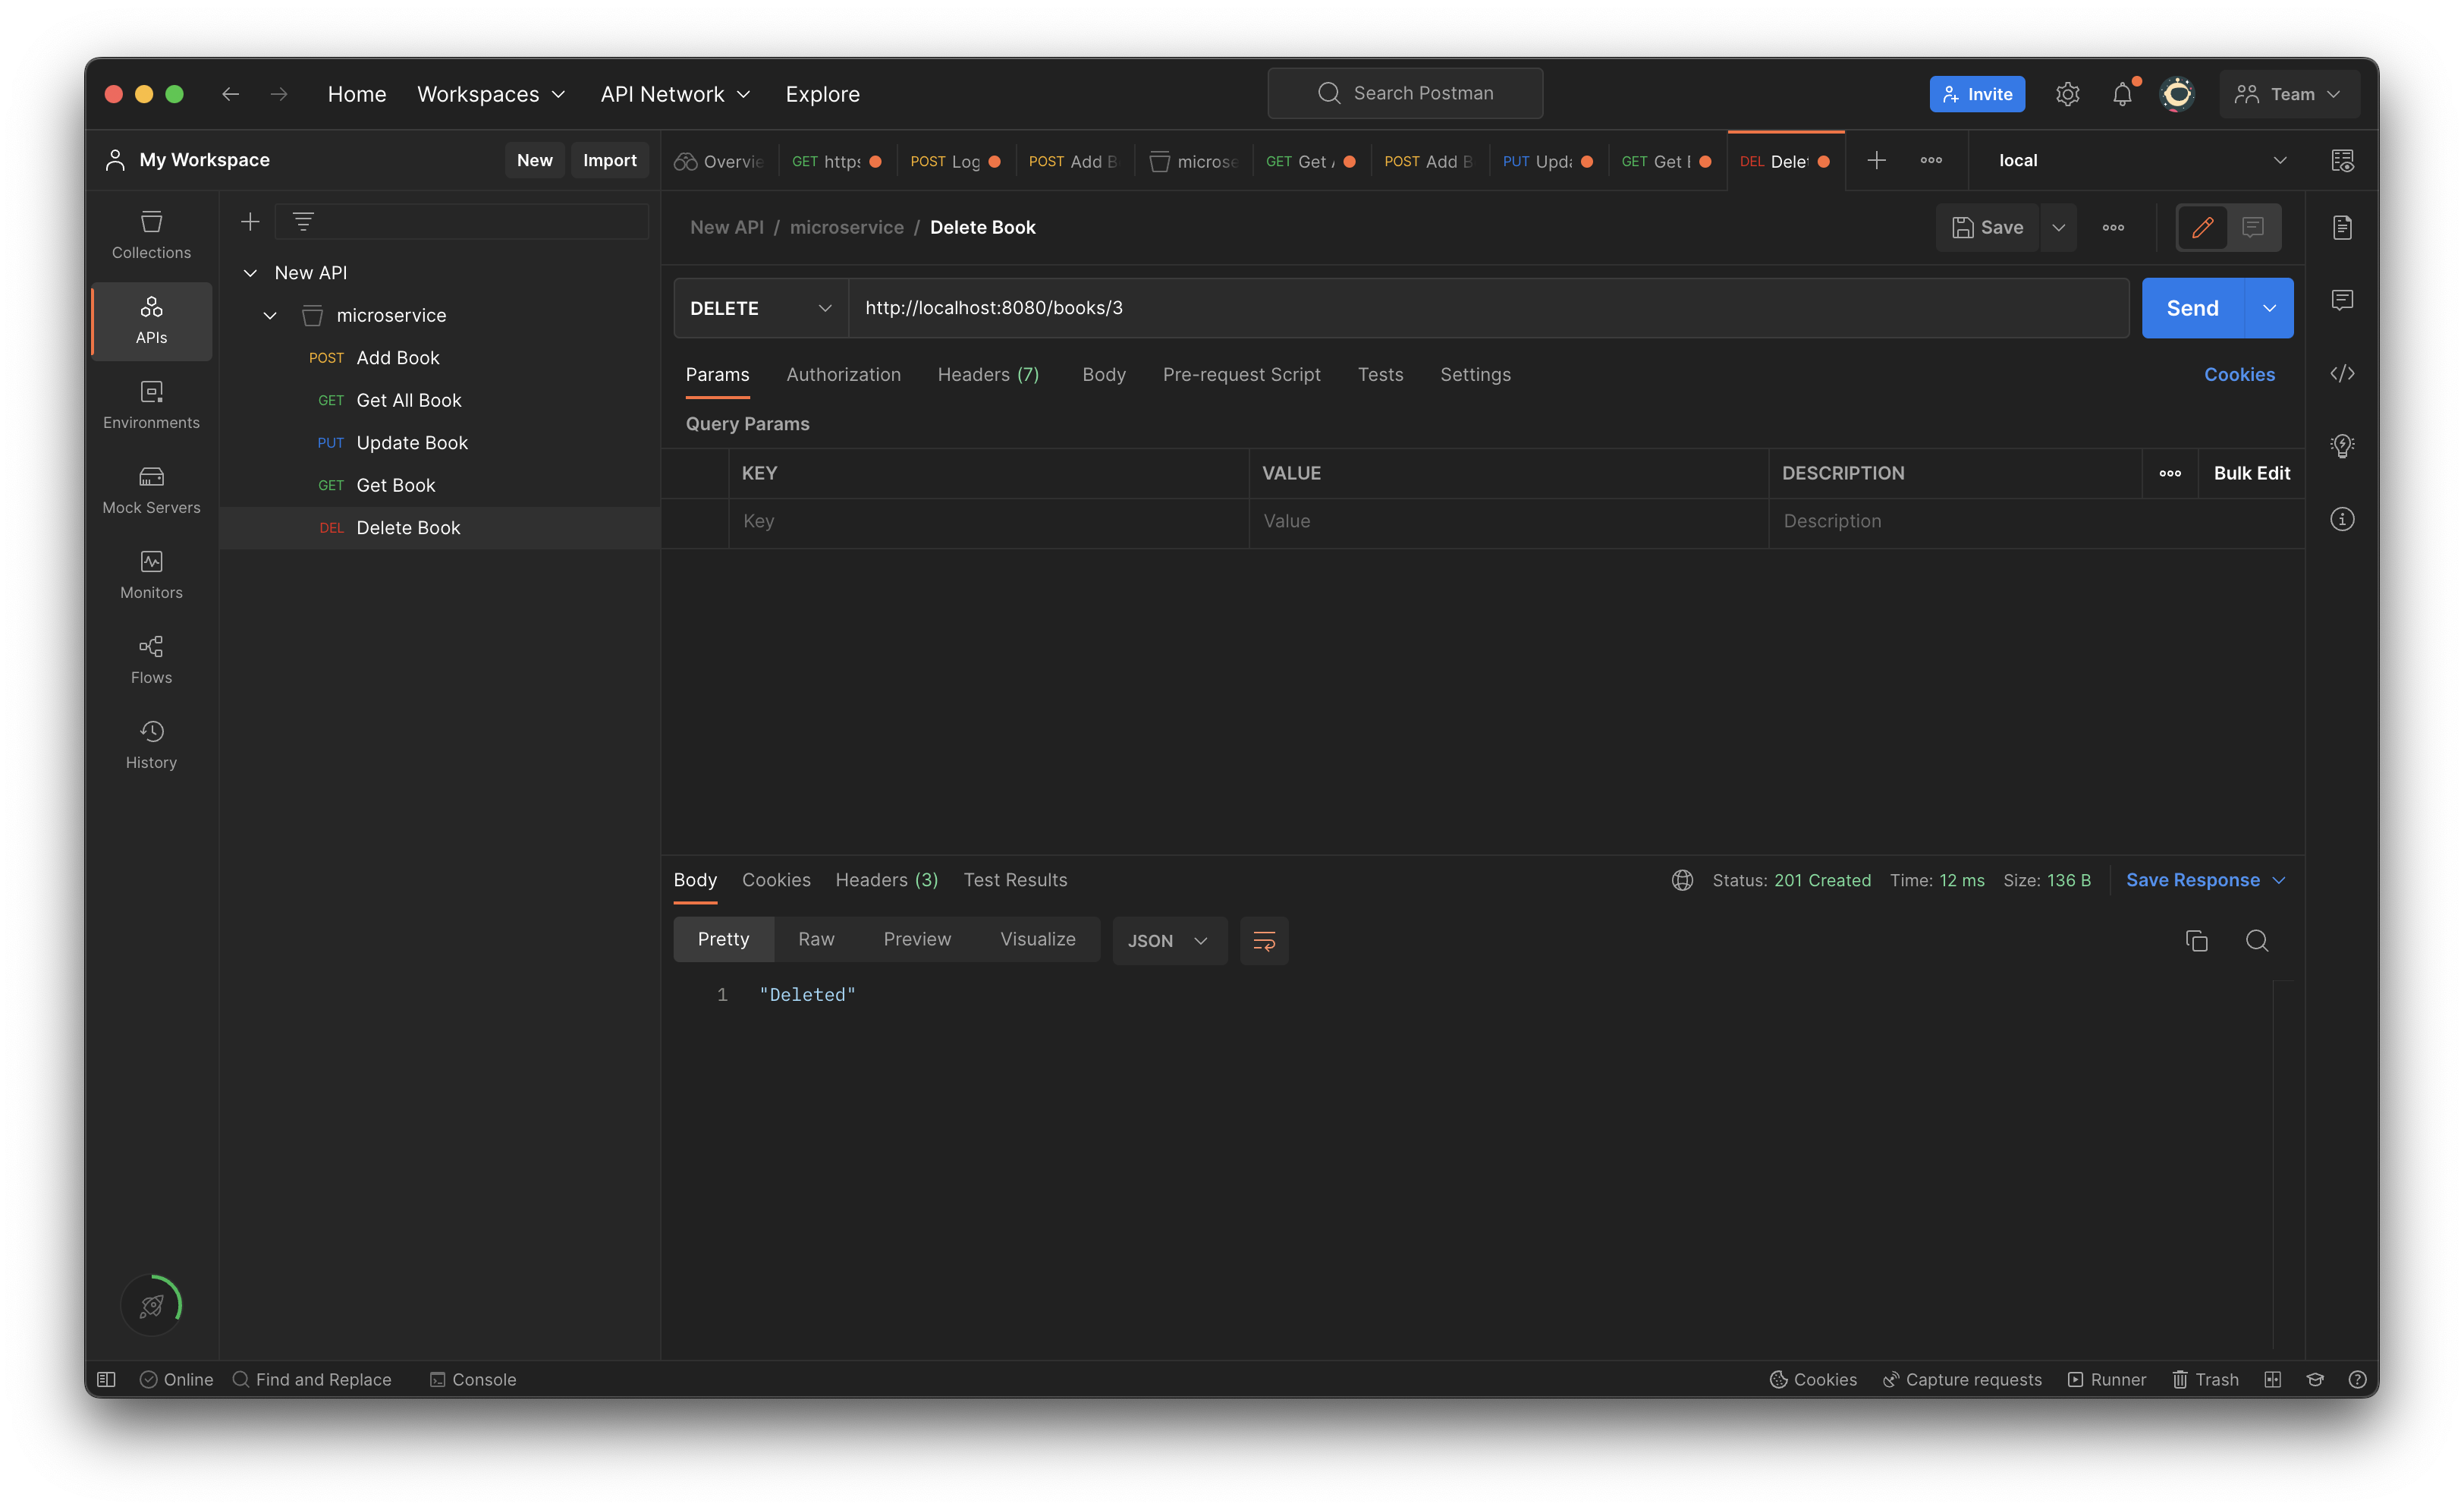 Home Workspaces API Network Explore Search Postman Invite Team
My Workspace New Import
Overvie GET https POST Log POST Add B microse GET Get POST Add B PUT Upda GET Get DEL Delet local
Collections
APIs
Environments
Mock Servers
Monitors
Flows
History
New API
microservice
POST Add Book
GET Get All Book
PUT Update Book
GET Get Book
DEL Delete Book
New API / microservice / Delete Book Save
DELETE http://localhost:8080/books/3 Send
Params Authorization Headers (7) Body Pre-request Script Tests Settings Cookies
Query Params
KEY VALUE DESCRIPTION Bulk Edit
Key Value Description
Body Cookies Headers (3) Test Results Status: 201 Created Time: 12 ms Size: 136 B Save Response
Pretty Raw Preview Visualize JSON
1 "Deleted"
Online Find and Replace Console Cookies Capture requests Runner Trash